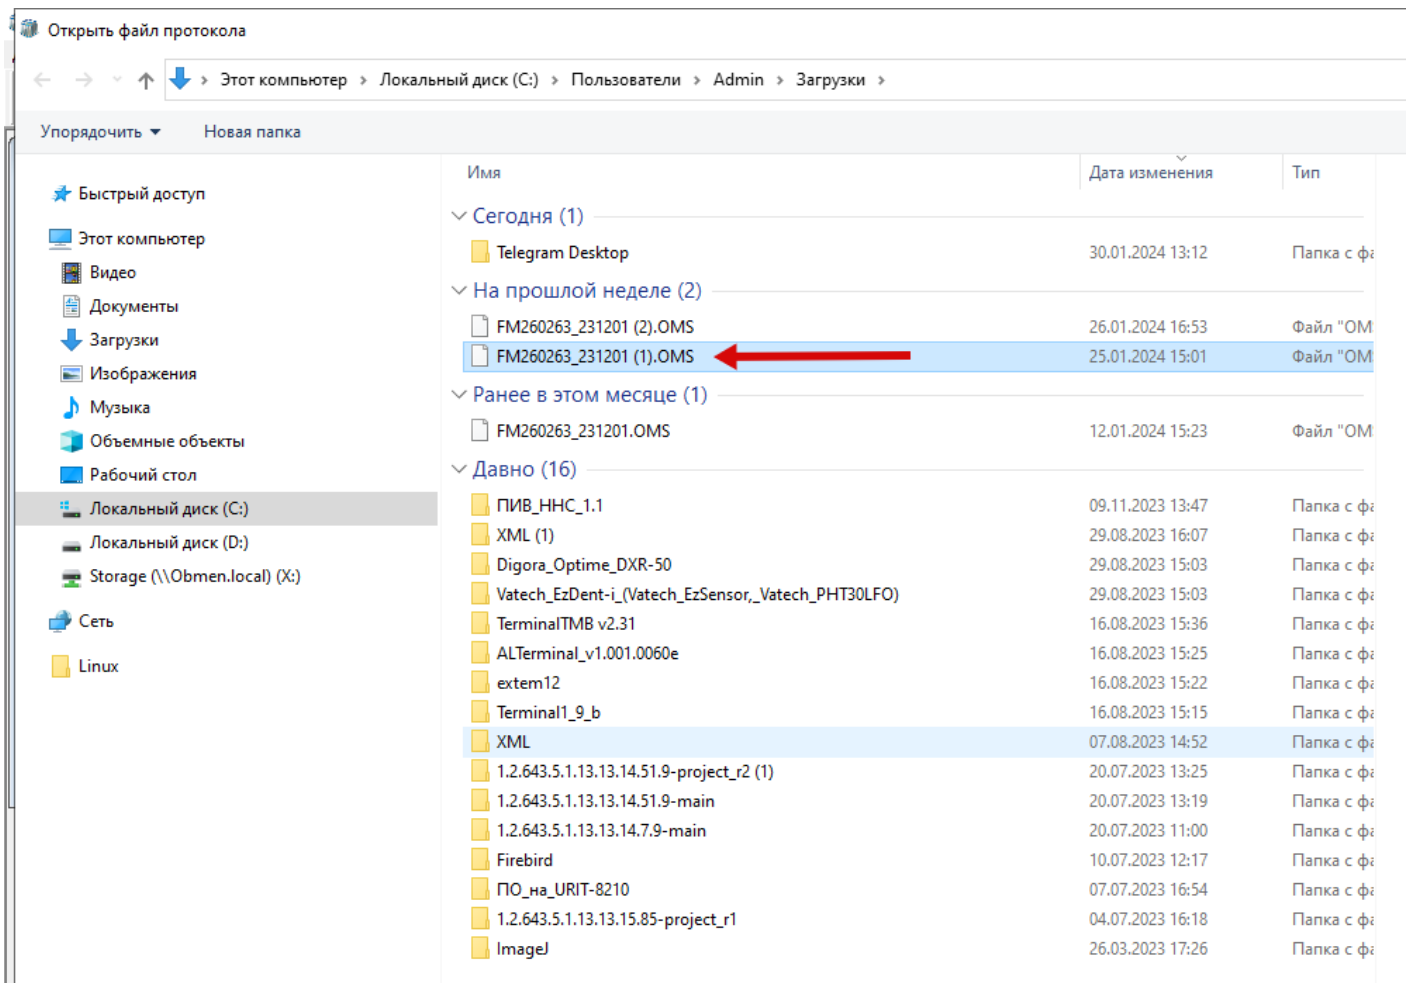 Открыть файл протокола
Этот компьютер > Локальный диск (C:) > Пользователи > Admin > Загрузки >
Упорядочить Новая папка
Быстрый доступ
Этот компьютер
Видео
Документы
Загрузки
Изображения
Музыка
Объемные объекты
Рабочий стол
Локальный диск (C:)
Локальный диск (D:)
Storage (\\Obmen.local) (X:)
Сеть
Linux
Имя Дата изменения Тип
Сегодня (1)
Telegram Desktop 30.01.2024 13:12 Папка с фа
На прошлой неделе (2)
FM260263_231201 (2).OMS 26.01.2024 16:53 Файл "OM
FM260263_231201 (1).OMS 25.01.2024 15:01 Файл "OM
Ранее в этом месяце (1)
FM260263_231201.OMS 12.01.2024 15:23 Файл "OM
Давно (16)
ПИВ_ННС_1.1 09.11.2023 13:47 Папка с фа
XML (1) 29.08.2023 16:07 Папка с фа
Digora_Optime_DXR-50 29.08.2023 15:03 Папка с фа
Vatech_EzDent-i_(Vatech_EzSensor,_Vatech_PHT30LFO) 29.08.2023 15:03 Папка с фа
TerminalTMB v2.31 16.08.2023 15:36 Папка с фа
ALTerminal_v1.001.0060e 16.08.2023 15:25 Папка с фа
extem12 16.08.2023 15:22 Папка с фа
Terminal1_9_b 16.08.2023 15:15 Папка с фа
XML 07.08.2023 14:52 Папка с фа
1.2.643.5.1.13.13.14.51.9-project_r2 (1) 20.07.2023 13:25 Папка с фа
1.2.643.5.1.13.13.14.51.9-main 20.07.2023 13:19 Папка с фа
1.2.643.5.1.13.13.14.7.9-main 20.07.2023 11:00 Папка с фа
Firebird 10.07.2023 12:17 Папка с фа
ПО_на_URIT-8210 07.07.2023 16:54 Папка с фа
1.2.643.5.1.13.13.15.85-project_r1 04.07.2023 16:18 Папка с фа
ImageJ 26.03.2023 17:26 Папка с фа